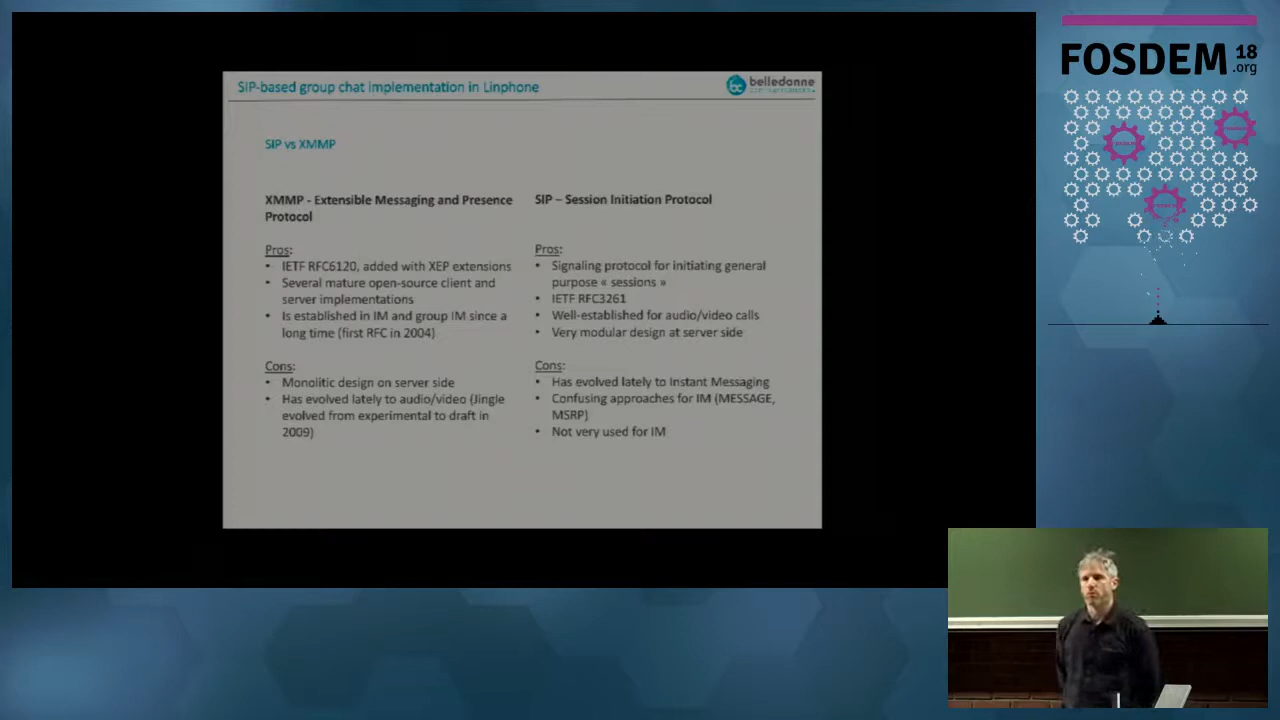 SIP-based group chat implementation in Linphone
belledonne
SIP vs XMMP
XMMP - Extensible Messaging and Presence
Protocol
Pros:
• IETF RFC6120, added with XEP extensions
• Several mature open-source client and
server implementations
• Is established in IM and group IM since a
long time (first RFC in 2004)
Cons:
• Monolitic design on server side
• Has evolved lately to audio/video (Jingle
evolved from experimental to draft in
2009)
SIP – Session Initiation Protocol
Pros:
• Signaling protocol for initiating general
purpose « sessions »
• IETF RFC3261
• Well-established for audio/video calls
• Very modular design at server side
Cons:
• Has evolved lately to Instant Messaging
• Confusing approaches for IM (MESSAGE,
MSRP)
• Not very used for IM
FOSDEM 18
.org